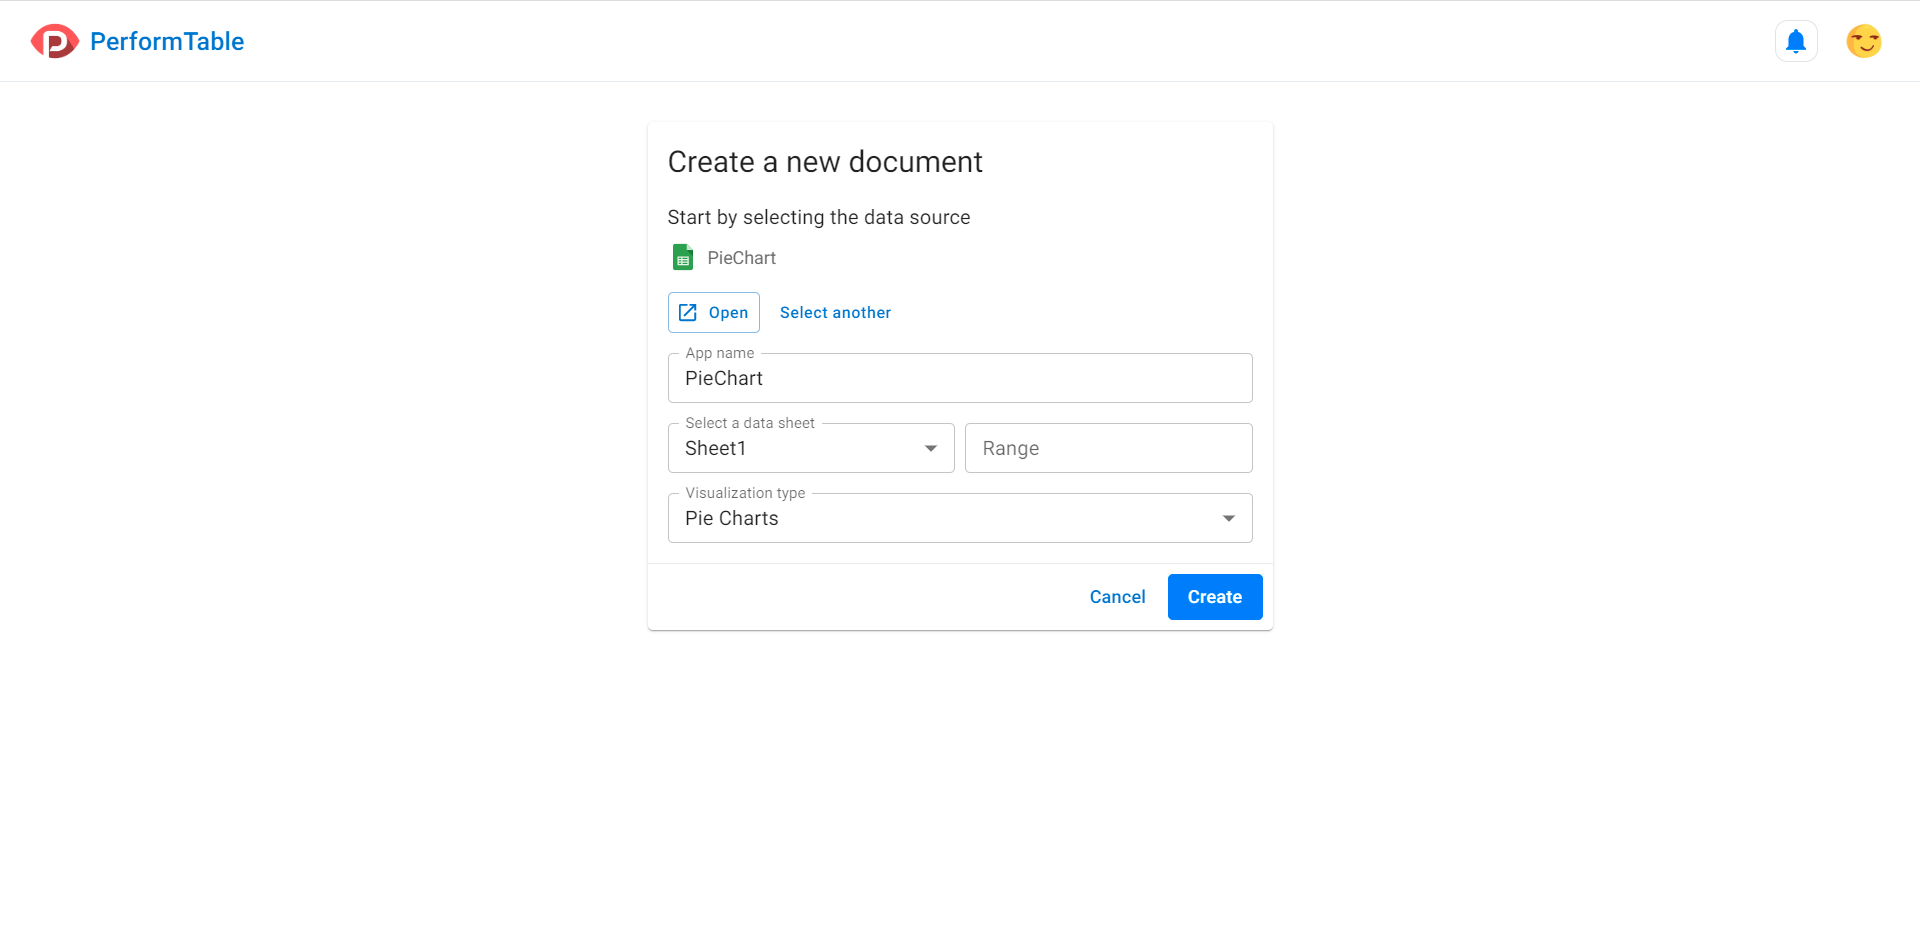 PerformTable
Create a new document
Start by selecting the data source
PieChart
Open Select another
App name
PieChart
Select a data sheet
Sheet1 Range
Visualization type
Pie Charts
Cancel Create